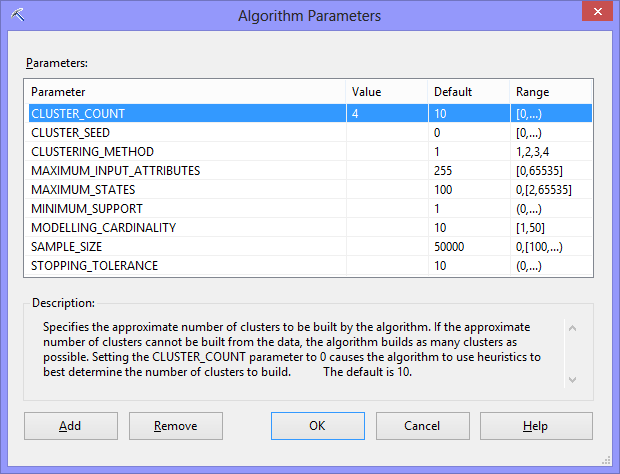 Algorithm Parameters
Parameters:
Parameter Value Default Range
CLUSTER_COUNT 4 10 [0,...)
CLUSTER_SEED 0 [0,...)
CLUSTERING_METHOD 1 1,2,3,4
MAXIMUM_INPUT_ATTRIBUTES 255 [0,65535]
MAXIMUM_STATES 100 0,[2,65535]
MINIMUM_SUPPORT 1 (0,...)
MODELLING_CARDINALITY 10 [1,50]
SAMPLE_SIZE 50000 0,[100,...)
STOPPING_TOLERANCE 10 (0,...)
Description:
Specifies the approximate number of clusters to be built by the algorithm. If the approximate
number of clusters cannot be built from the data, the algorithm builds as many clusters as
possible. Setting the CLUSTER_COUNT parameter to 0 causes the algorithm to use heuristics to
best determine the number of clusters to build. The default is 10.
Add Remove OK Cancel Help